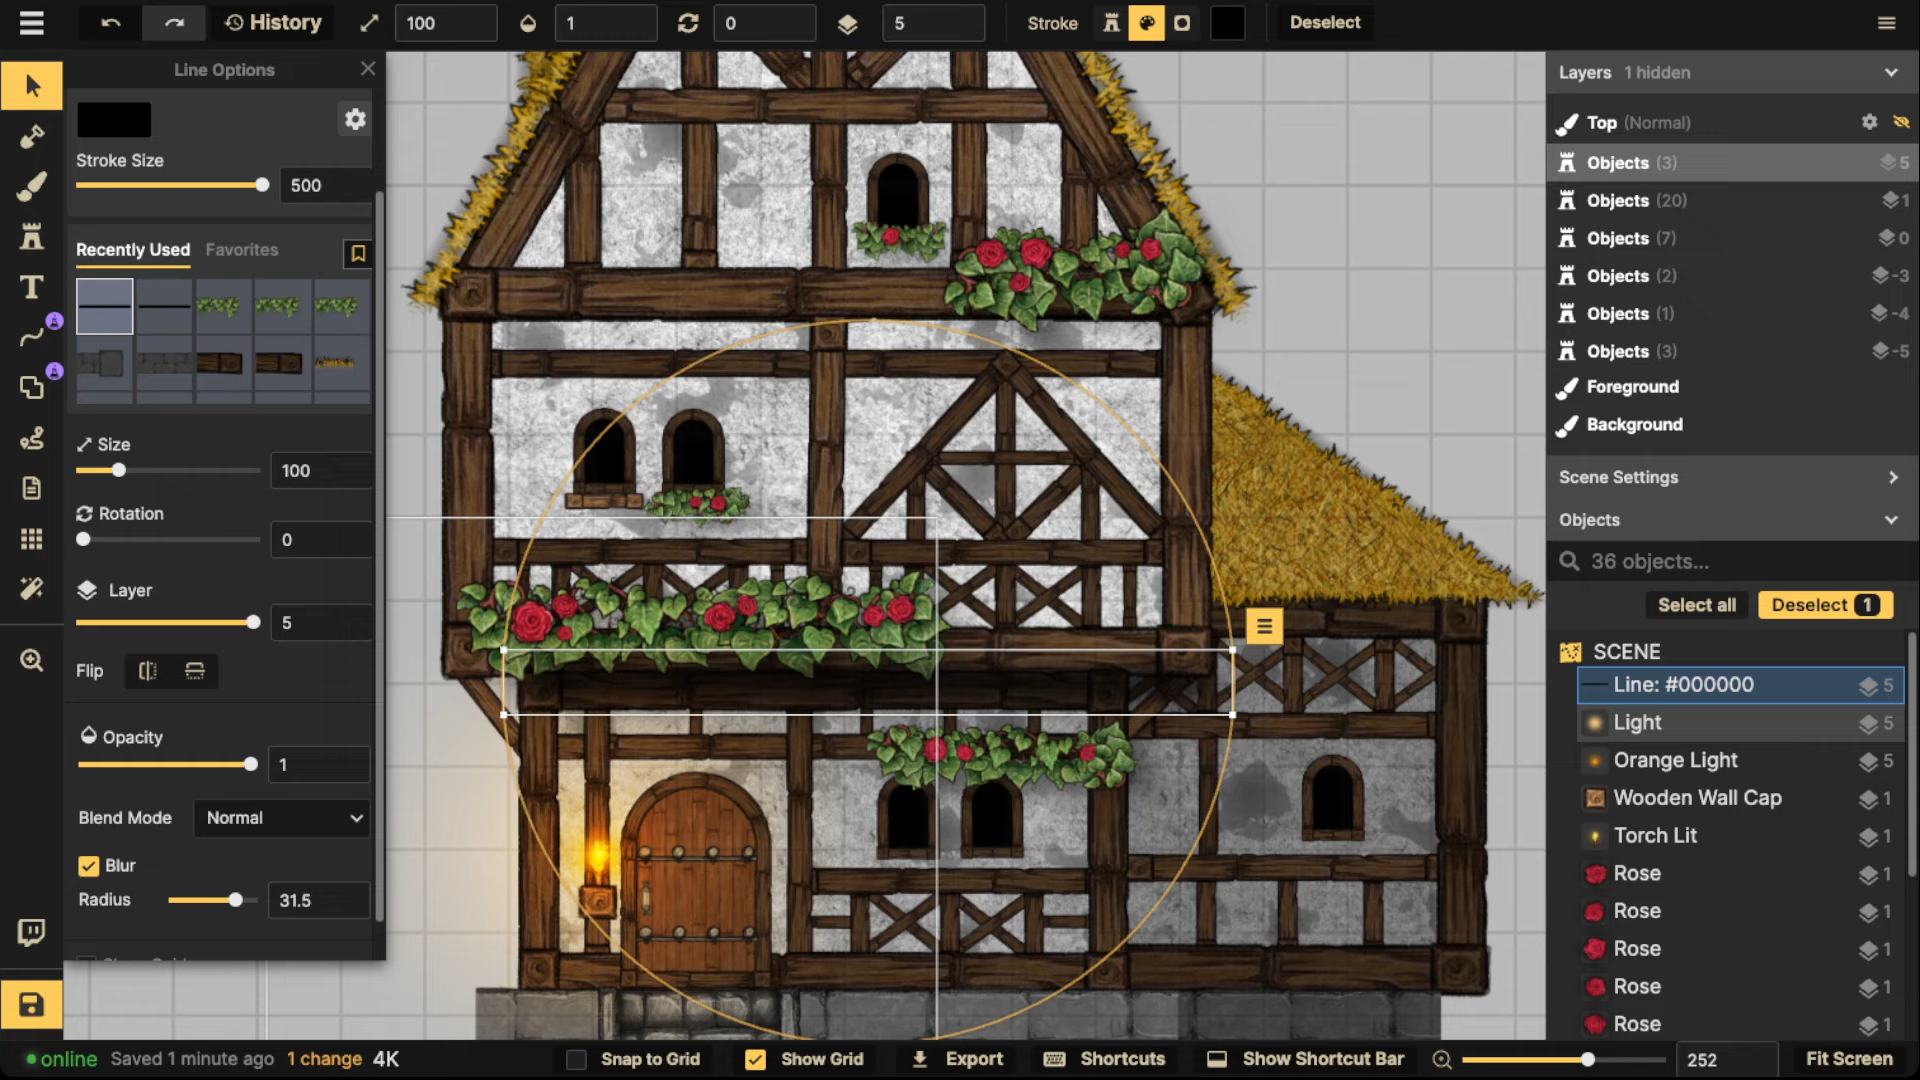 History
100
1
0
5
Stroke
Deselect
Line Options
Stroke Size
500
Recently Used
Favorites
Size
100
Rotation
0
Layer
5
Flip
Opacity
1
Blend Mode
Normal
Blur
Radius
31.5
Layers 1 hidden
Top (Normal)
Objects (3) 5
Objects (20) 1
Objects (7) 0
Objects (2) -3
Objects (1) -4
Objects (3) -5
Foreground
Background
Scene Settings
Objects
36 objects...
Select all
Deselect 1
SCENE
Line: #000000 5
Light 5
Orange Light 5
Wooden Wall Cap 1
Torch Lit 1
Rose 1
Rose 1
Rose 1
Rose 1
Rose 1
online Saved 1 minute ago 1 change 4K
Snap to Grid
Show Grid
Export
Shortcuts
Show Shortcut Bar
252
Fit Screen